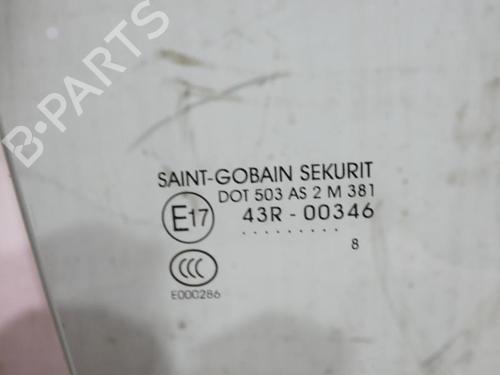 B-PARTS
SAINT-GOBAIN SEKURIT
DOT 503 AS 2 M 381
E17 43R - 00346
.........
8
CCC
E000286